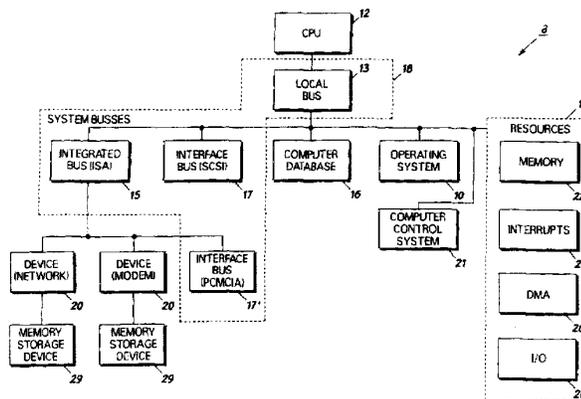 12
CPU
8
13
18
LOCAL
BUS
SYSTEM BUSSES
RESOURCES
INTEGRATED
BUS (ISA)
INTERFACE
BUS (SCSI)
COMPUTER
DATABASE
OPERATING
SYSTEM
MEMORY
15
17
16
10
COMPUTER
CONTROL
SYSTEM
21
INTERRUPTS
DEVICE
(NETWORK)
DEVICE
(MODEM)
INTERFACE
BUS
(PCMCIA)
DMA
20
20
17'
MEMORY
STORAGE
DEVICE
MEMORY
STORAGE
DEVICE
I/O
29
29